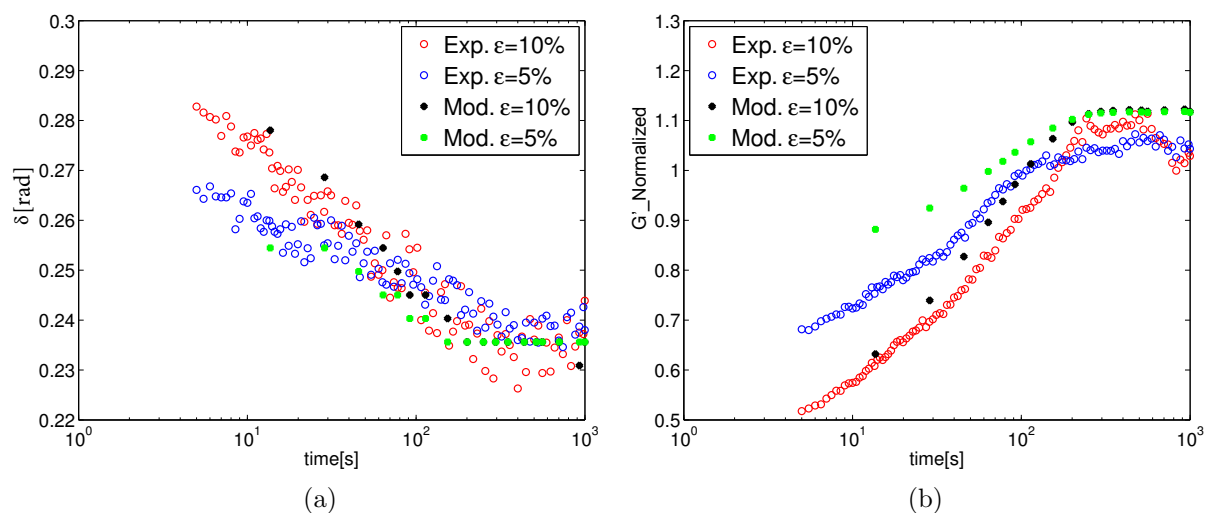 0.3
0.29
0.28
0.27
0.26
0.25
0.24
0.23
0.22
δ [rad]
10^0
10^1
10^2
10^3
time[s]
Exp. ε=10%
Exp. ε=5%
Mod. ε=10%
Mod. ε=5%
(a)
1.3
1.2
1.1
1
0.9
0.8
0.7
0.6
0.5
G'_Normalized
10^0
10^1
10^2
10^3
time[s]
Exp. ε=10%
Exp. ε=5%
Mod. ε=10%
Mod. ε=5%
(b)